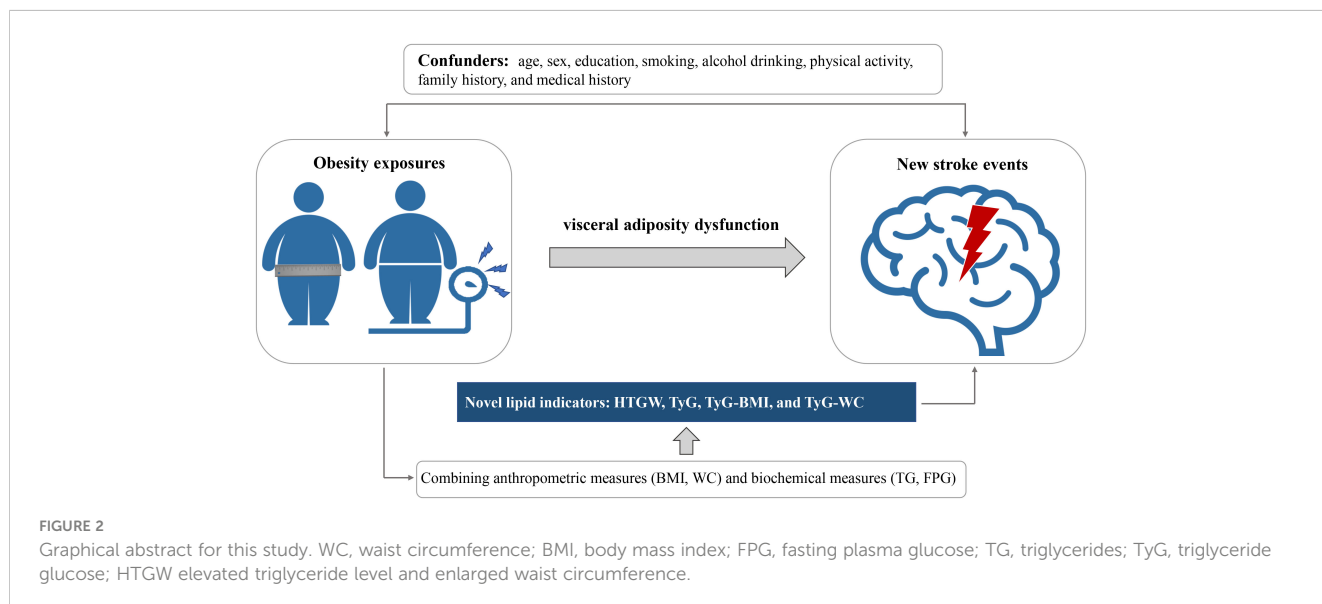 Confunders: age, sex, education, smoking, alcohol drinking, physical activity,
family history, and medical history
Obesity exposures
New stroke events
visceral adiposity dysfunction
Novel lipid indicators: HTGW, TyG, TyG-BMI, and TyG-WC
Combining anthropometric measures (BMI, WC) and biochemical measures (TG, FPG)
FIGURE 2
Graphical abstract for this study. WC, waist circumference; BMI, body mass index; FPG, fasting plasma glucose; TG, triglycerides; TyG, triglyceride
glucose; HTGW elevated triglyceride level and enlarged waist circumference.